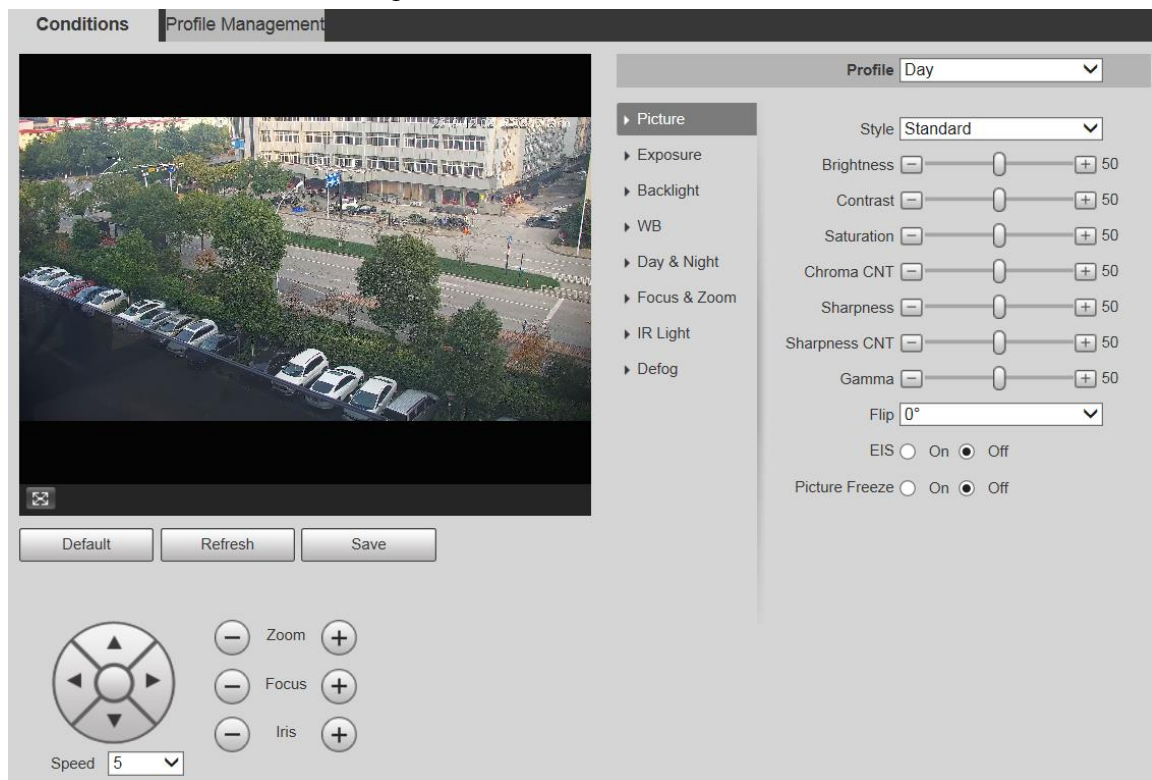 Conditions Profile Management
Profile Day
Picture
Exposure
Backlight
WB
Day & Night
Focus & Zoom
IR Light
Defog
Style Standard
Brightness 50
Contrast 50
Saturation 50
Chroma CNT 50
Sharpness 50
Sharpness CNT 50
Gamma 50
Flip 0°
EIS On Off
Picture Freeze On Off
Default Refresh Save
Zoom
Focus
Iris
Speed 5